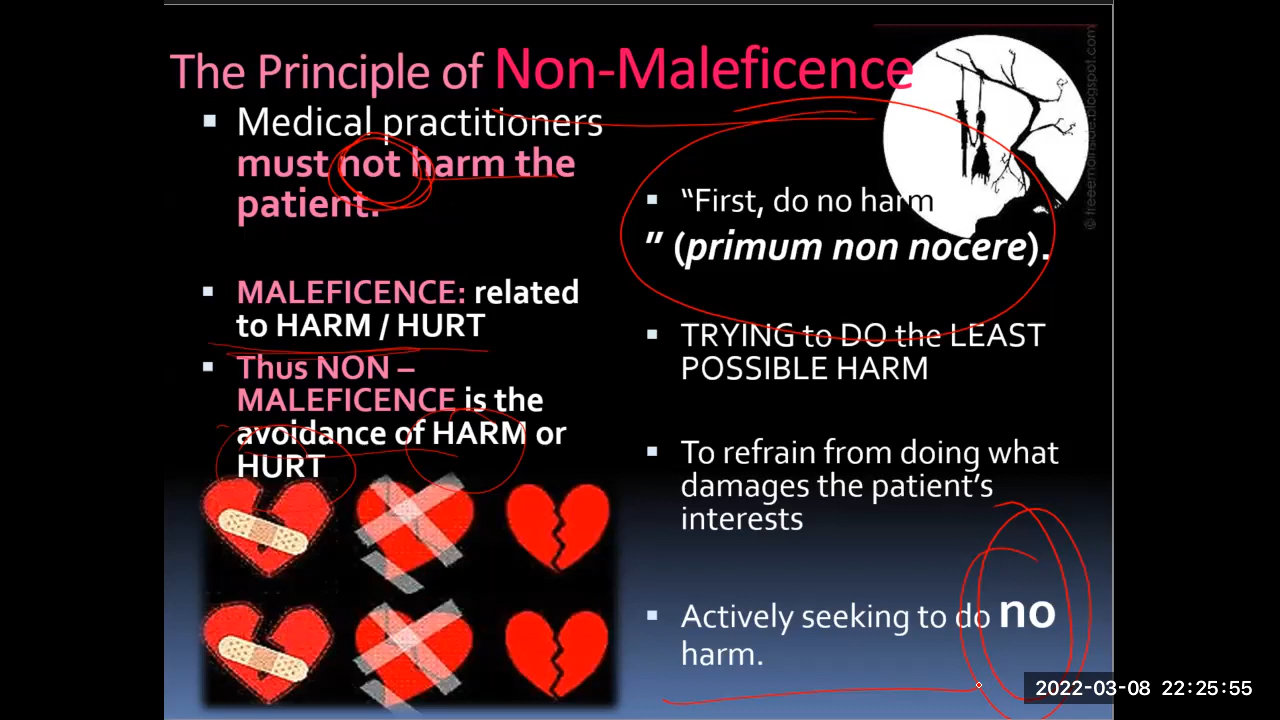 The Principle of Non-Maleficence
▪ Medical practitioners
must not harm the
patient.
▪ MALEFICENCE: related
to HARM / HURT
▪ Thus NON –
MALEFICENCE is the
avoidance of HARM or
HURT
▪ “First, do no harm
” (primum non nocere).
▪ TRYING to DO the LEAST
POSSIBLE HARM
▪ To refrain from doing what
damages the patient’s
interests
▪ Actively seeking to do no
harm.
2022-03-08 22:25:55